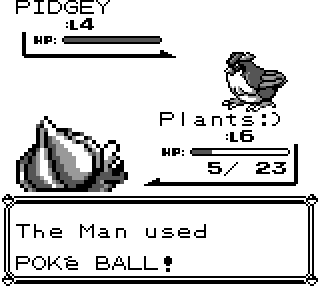 PIDGEY
:L4
HP:
Plants:)
:L6
HP:
5/ 23
The Man used
POKé BALL!